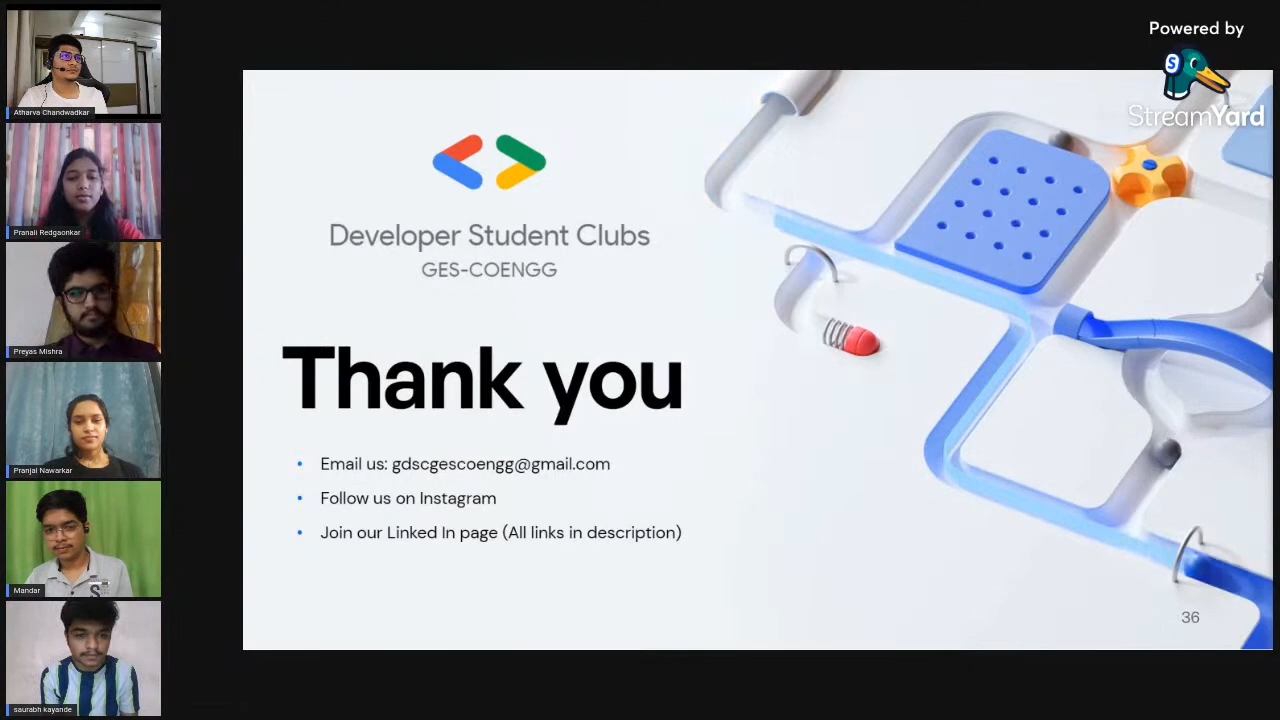 Powered by
S
StreamYard
Atharva Chandwadkar
Pranali Redgaonkar
Preyas Mishra
Pranjal Nawarkar
Mandar
saurabh kayande
Developer Student Clubs
GES-COENGG
Thank you
• Email us: gdscgescoengg@gmail.com
• Follow us on Instagram
• Join our Linked In page (All links in description)
36